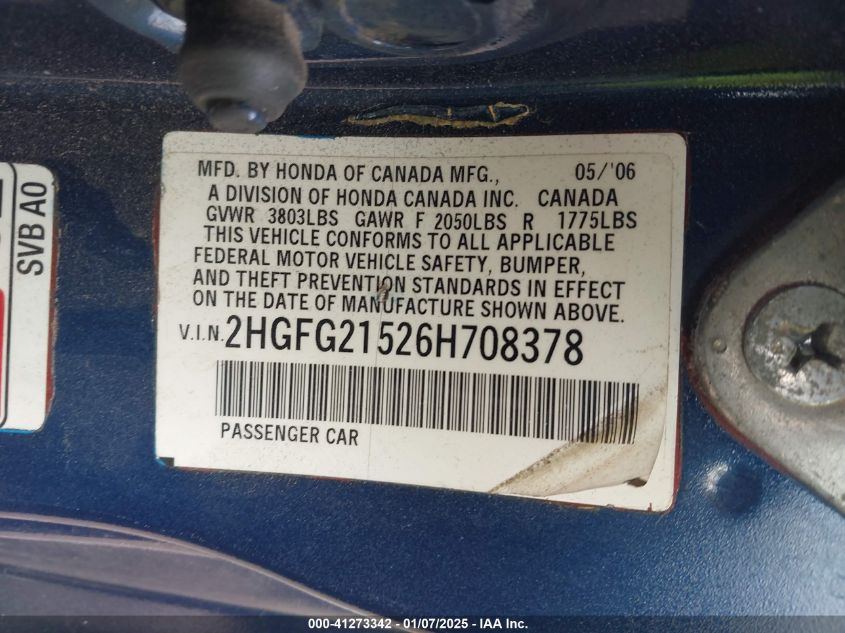 MFD. BY HONDA OF CANADA MFG., 05/'06
A DIVISION OF HONDA CANADA INC. CANADA
GVWR 3803LBS GAWR F 2050LBS R 1775LBS
THIS VEHICLE CONFORMS TO ALL APPLICABLE
FEDERAL MOTOR VEHICLE SAFETY, BUMPER,
AND THEFT PREVENTION STANDARDS IN EFFECT
ON THE DATE OF MANUFACTURE SHOWN ABOVE.
V.I.N. 2HGFG21526H708378
PASSENGER CAR
SVB A0
000-41273342 - 01/07/2025 - IAA Inc.